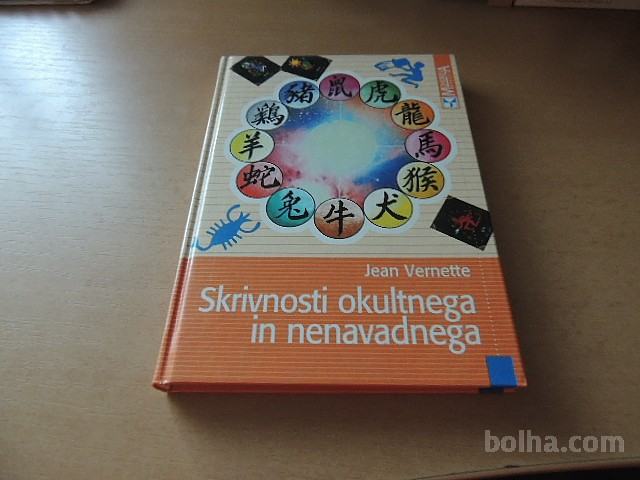 鼠
豬
虎
鷄
龍
羊
馬
蛇
猴
兔
犬
牛
Jean Vernette
Skrivnosti okultnega
in nenavadnega
bolha.com